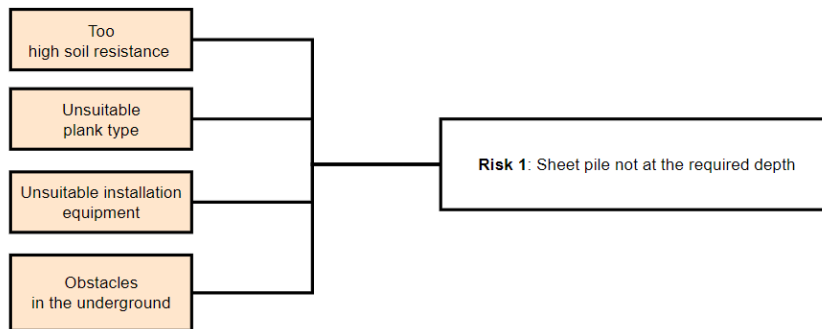 Too
high soil resistance
Unsuitable
plank type
Unsuitable installation
equipment
Obstacles
in the underground
Risk 1: Sheet pile not at the required depth